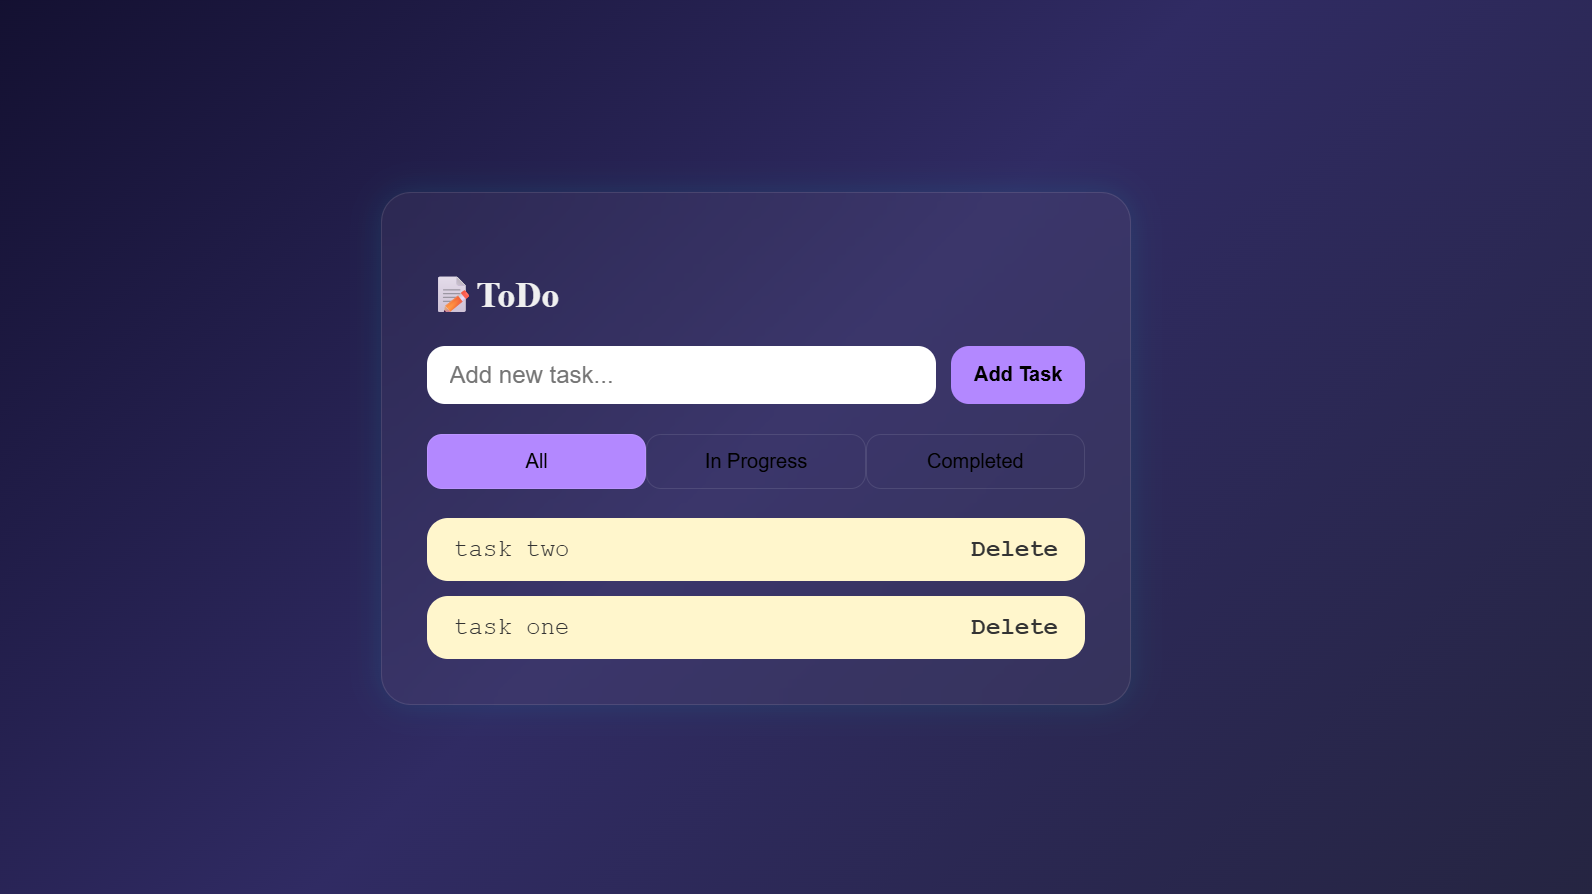 ToDo
Add new task...
Add Task
All
In Progress
Completed
task two
Delete
task one
Delete